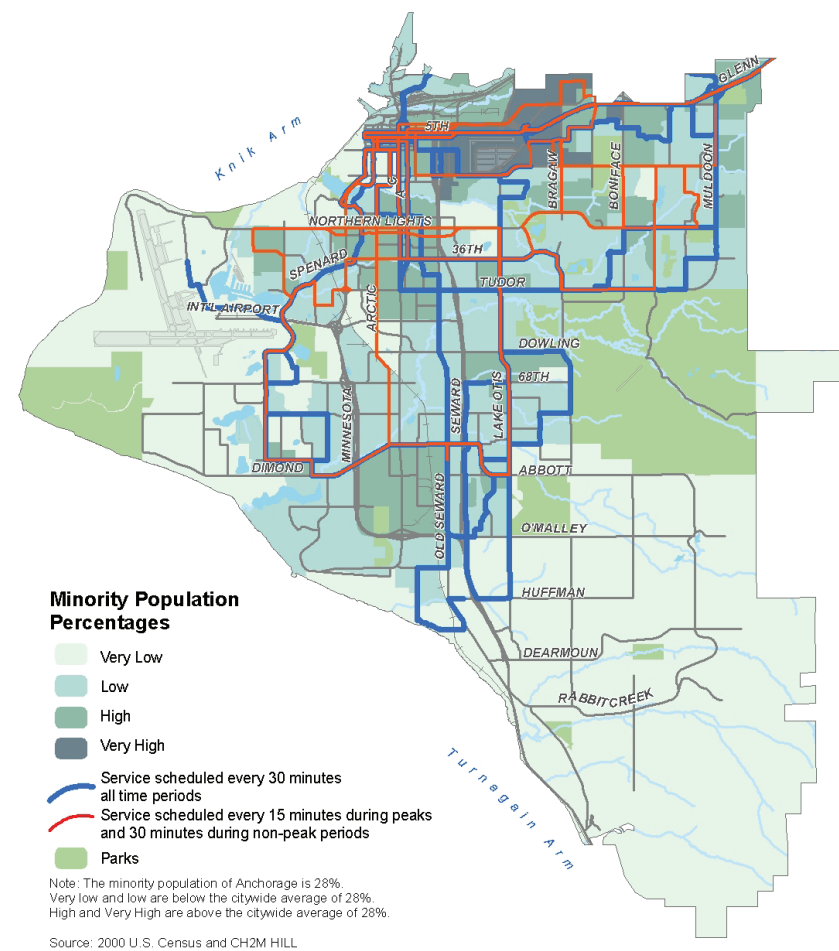 GLENN
Knik Arm
5TH
C
A
BRAGAW
BONIFACE
MULDOON
NORTHERN LIGHTS
36TH
SPENARD
TUDOR
INT'L AIRPORT
ARCTIC
DOWLING
68TH
MINNESOTA
SEWARD
LAKE OTIS
DIMOND
ABBOTT
OLD SEWARD
O'MALLEY
HUFFMAN
DEARMOUN
RABBITCREEK
Turnagain Arm
Minority Population
Percentages
Very Low
Low
High
Very High
Service scheduled every 30 minutes
all time periods
Service scheduled every 15 minutes during peaks
and 30 minutes during non-peak periods
Parks
Note: The minority population of Anchorage is 28%.
Very low and low are below the citywide average of 28%.
High and Very High are above the citywide average of 28%.
Source: 2000 U.S. Census and CH2M HILL